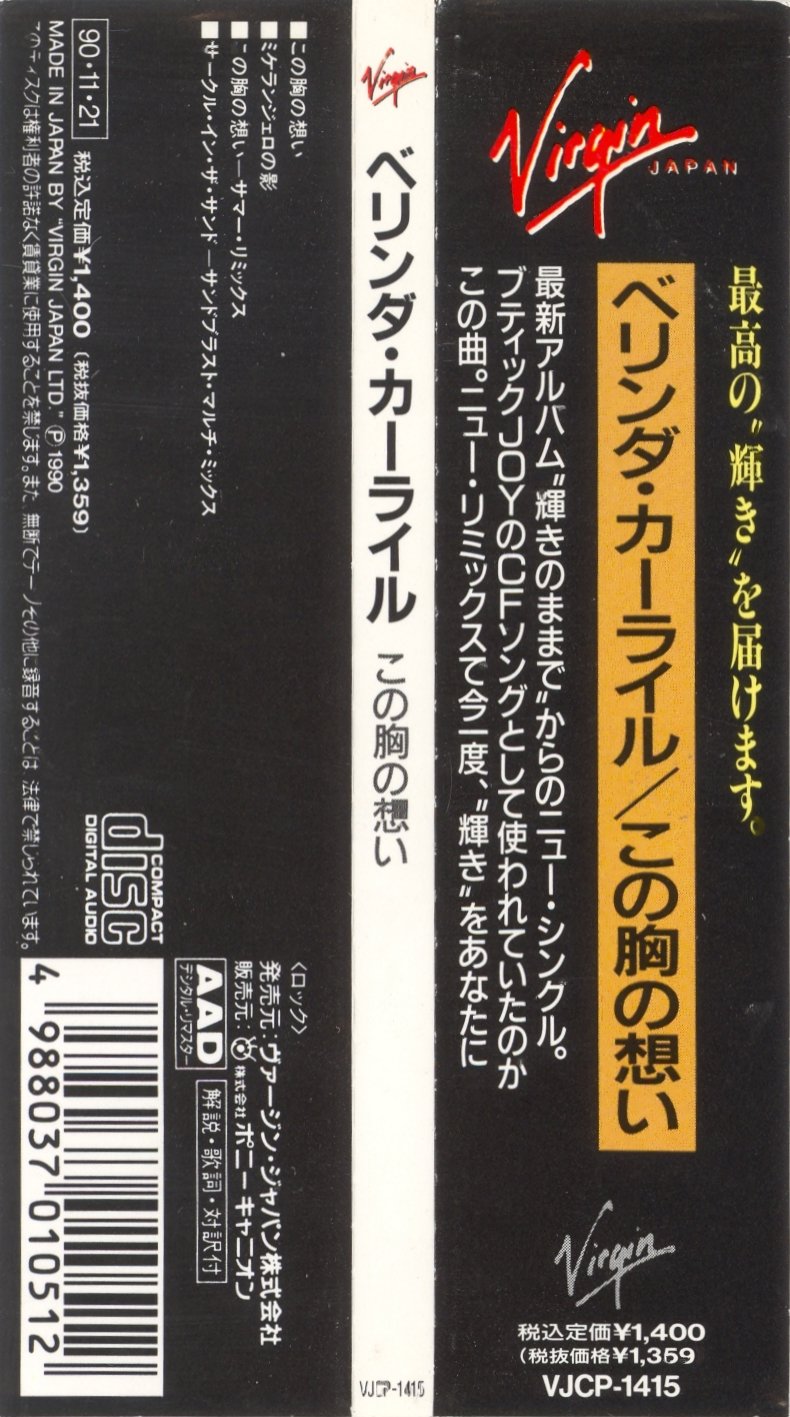 Virgin
JAPAN
最高の"輝き"を届けます。
ベリンダ・カーライル／この胸の想い
最新アルバム"輝きのままで"からのニュー・シングル。
ブティックJOYのCFソングとして使われていたのか
この曲。ニュー・リミックスで今一度、"輝き"をあなたに
Virgin
税込定価¥1,400
(税抜価格¥1,359
VJCP-1415
Virgin
ベリンダ・カーライル この胸の想い
VJCP-1415
■この胸の想い
■ミケランジェロの影
■この胸の想い—サマー・リミックス
■サークル・イン・ザ・サンド—サンドブラスト・マルチ・ミックス
〈ロック〉
発売元:ヴァージン・ジャパン株式会社
販売元: 株式会社ポニーキャニオン
AAD
デジタル・リマスター
解説・歌詞・対訳付
90・11・21
税込定価¥1,400 (税抜価格¥1,359)
MADE IN JAPAN BY "VIRGIN JAPAN LTD." Ⓟ1990
このディスクは権利者の許諾なく賃貸業に使用することを禁じます。また、無断でテープその他に録音することは法律で禁じられています。
COMPACT
disc
DIGITAL AUDIO
4 988037 010512